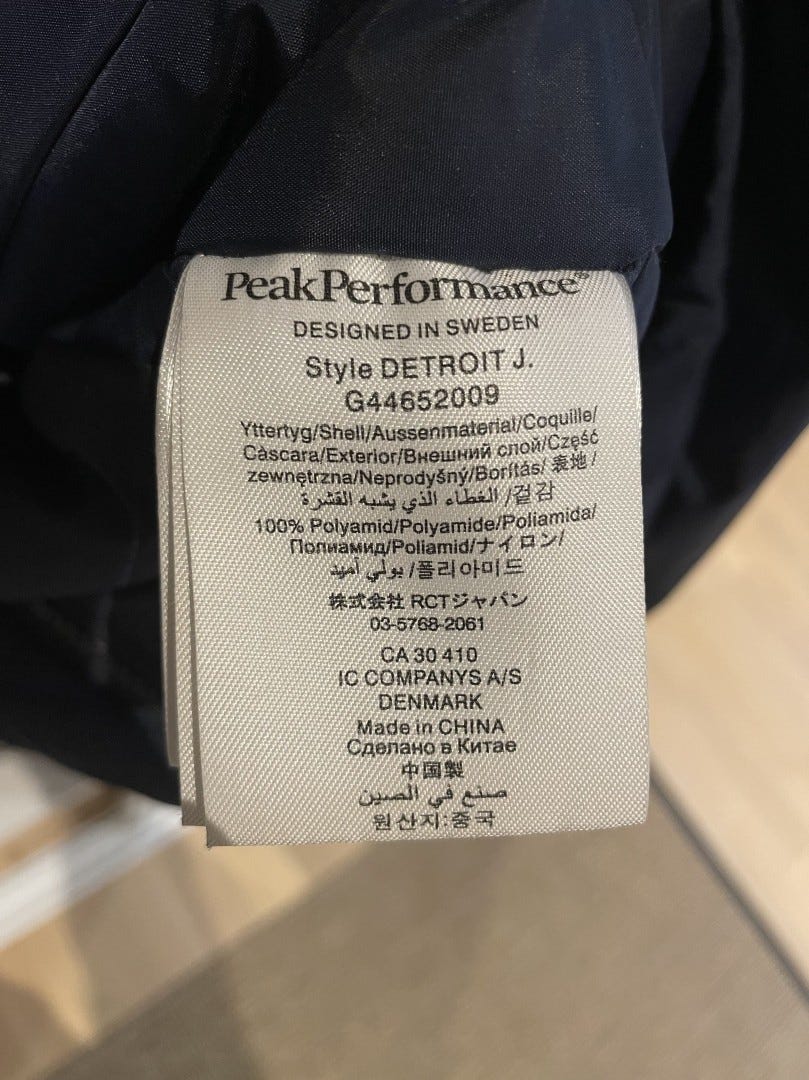 PeakPerformance®
DESIGNED IN SWEDEN
Style DETROIT J.
G44652009
Yttertyg/Shell/Aussenmaterial/Coquille/
Càscara/Exterior/Внешний слой/Część
zewnętrzna/Neprodyšný/Borítás/ 表地 /
겉감/ الغطاء الذي يشبه القشرة
100% Polyamid/Polyamide/Poliamida/
Полиамид/Poliamid/ナイロン/
폴리아미드/ بولي أميد
株式会社 RCTジャパン
03-5768-2061
CA 30 410
IC COMPANYS A/S
DENMARK
Made in CHINA
Сделано в Китае
中国製
صنع في الصين
원산지:중국